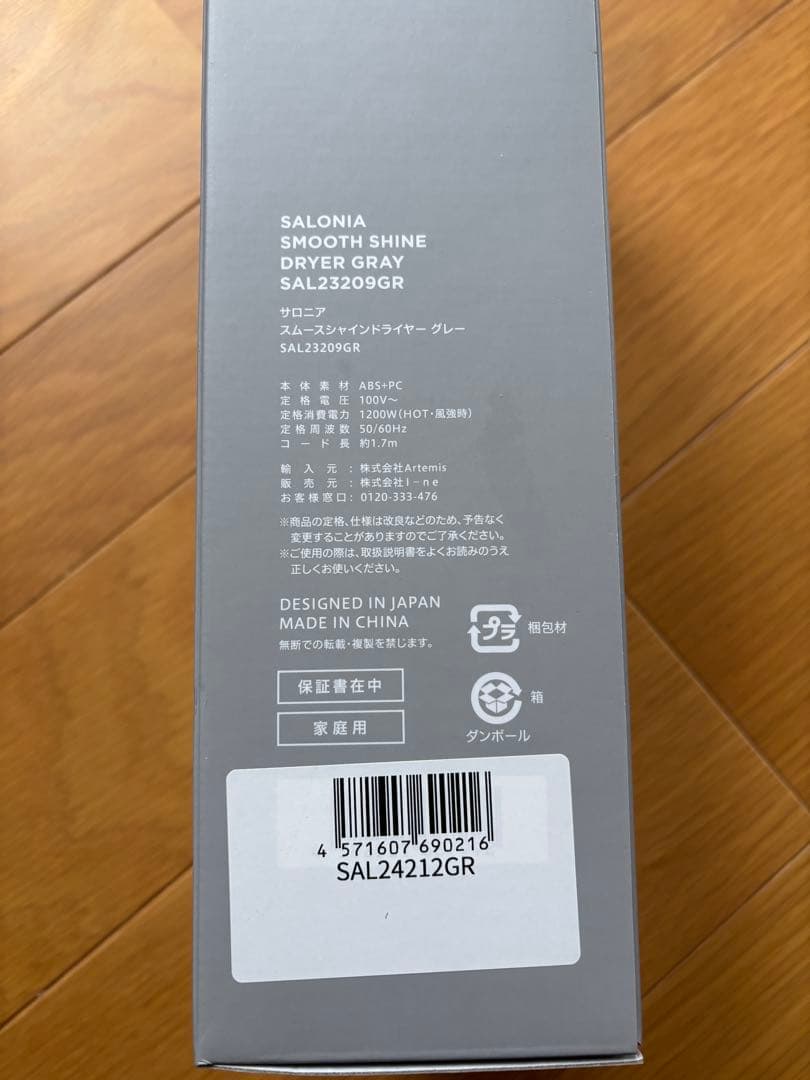 SALONIA
SMOOTH SHINE
DRYER GRAY
SAL23209GR
サロニア
スムースシャインドライヤー グレー
SAL23209GR
本体素材 ABS+PC
定格電圧 100V～
定格消費電力 1200W(HOT・風強時)
定格周波数 50/60Hz
コード長 約1.7m
輸入元：株式会社Artemis
販売元：株式会社I-ne
お客様窓口：0120-333-476
※商品の定格、仕様は改良などのため、予告なく
変更することがありますのでご了承ください。
※ご使用の際は、取扱説明書をよくお読みのうえ
正しくお使いください。
DESIGNED IN JAPAN
MADE IN CHINA
無断での転載・複製を禁じます。
プラ 梱包材
保証書在中
箱
家庭用
ダンボール
4 571607 690216
SAL24212GR